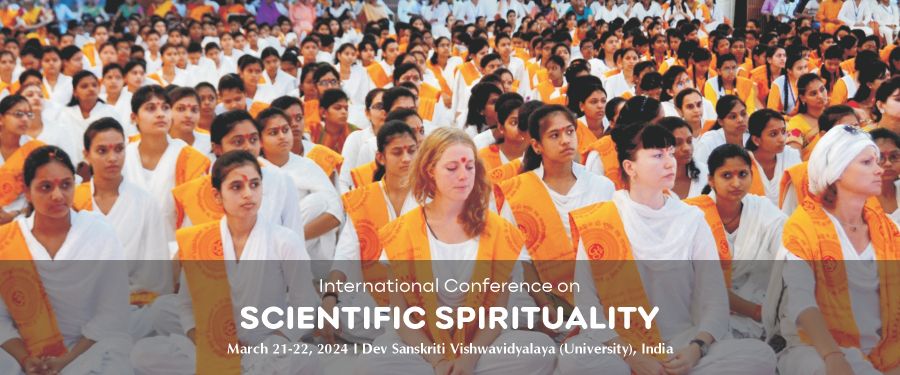 International Conference on
SCIENTIFIC SPIRITUALITY
March 21-22, 2024 | Dev Sanskriti Vishwavidyalaya (University), India